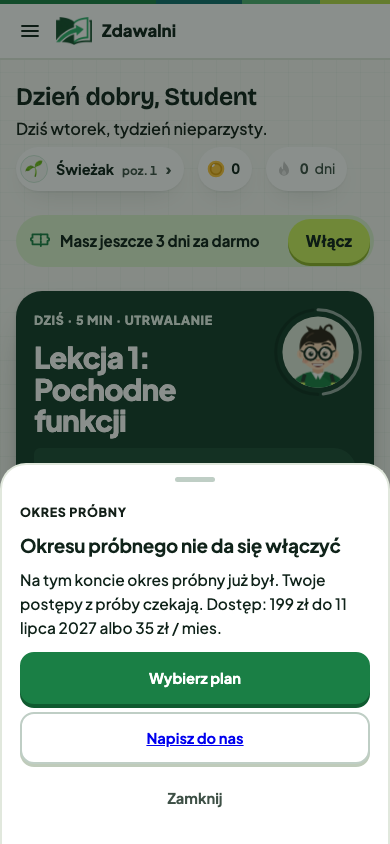 Zdawalni
Dzień dobry, Student
Dziś wtorek, tydzień nieparzysty.
Świeżak poz. 1 ›
0
0 dni
Masz jeszcze 3 dni za darmo
Włącz
DZIŚ · 5 MIN · UTRWALANIE
Lekcja 1:
Pochodne
funkcji
OKRES PRÓBNY
Okresu próbnego nie da się włączyć
Na tym koncie okres próbny już był. Twoje
postępy z próby czekają. Dostęp: 199 zł do 11
lipca 2027 albo 35 zł / mies.
Wybierz plan
Napisz do nas
Zamknij